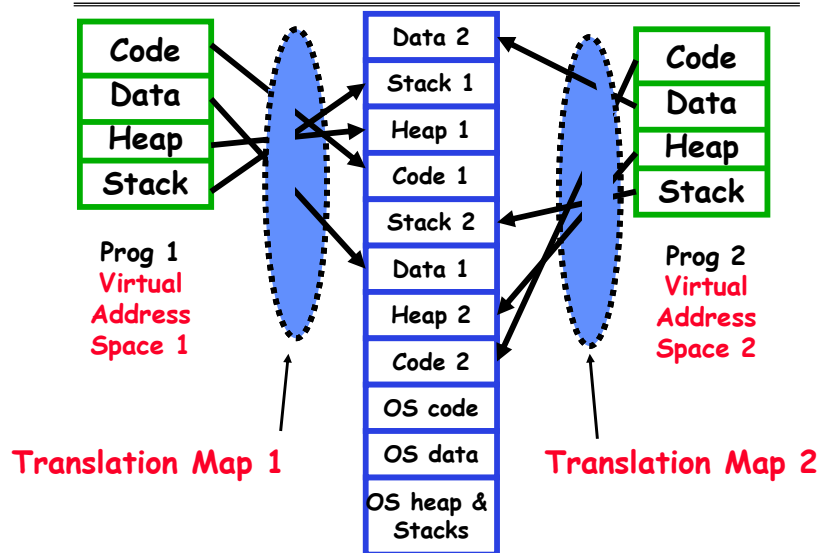 Code
Data
Heap
Stack
Prog 1
Virtual
Address
Space 1
Translation Map 1
Data 2
Stack 1
Heap 1
Code 1
Stack 2
Data 1
Heap 2
Code 2
OS code
OS data
OS heap &
Stacks
Code
Data
Heap
Stack
Prog 2
Virtual
Address
Space 2
Translation Map 2